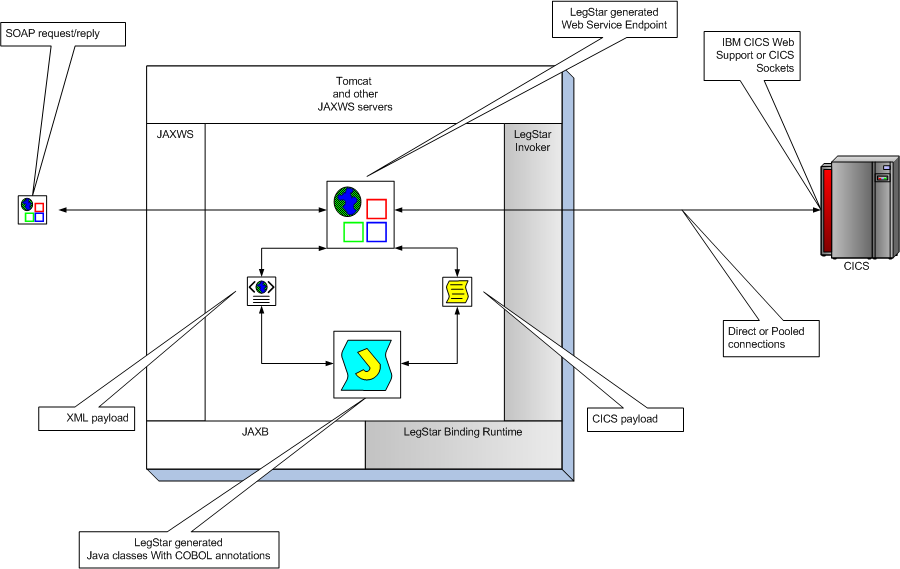 SOAP request/reply
LegStar generated
Web Service Endpoint
IBM CICS Web
Support or CICS
Sockets
Tomcat
and other
JAXWS servers
JAXWS
LegStar
Invoker
CICS
Direct or Pooled
connections
XML payload
CICS payload
JAXB
LegStar Binding Runtime
LegStar generated
Java classes With COBOL annotations